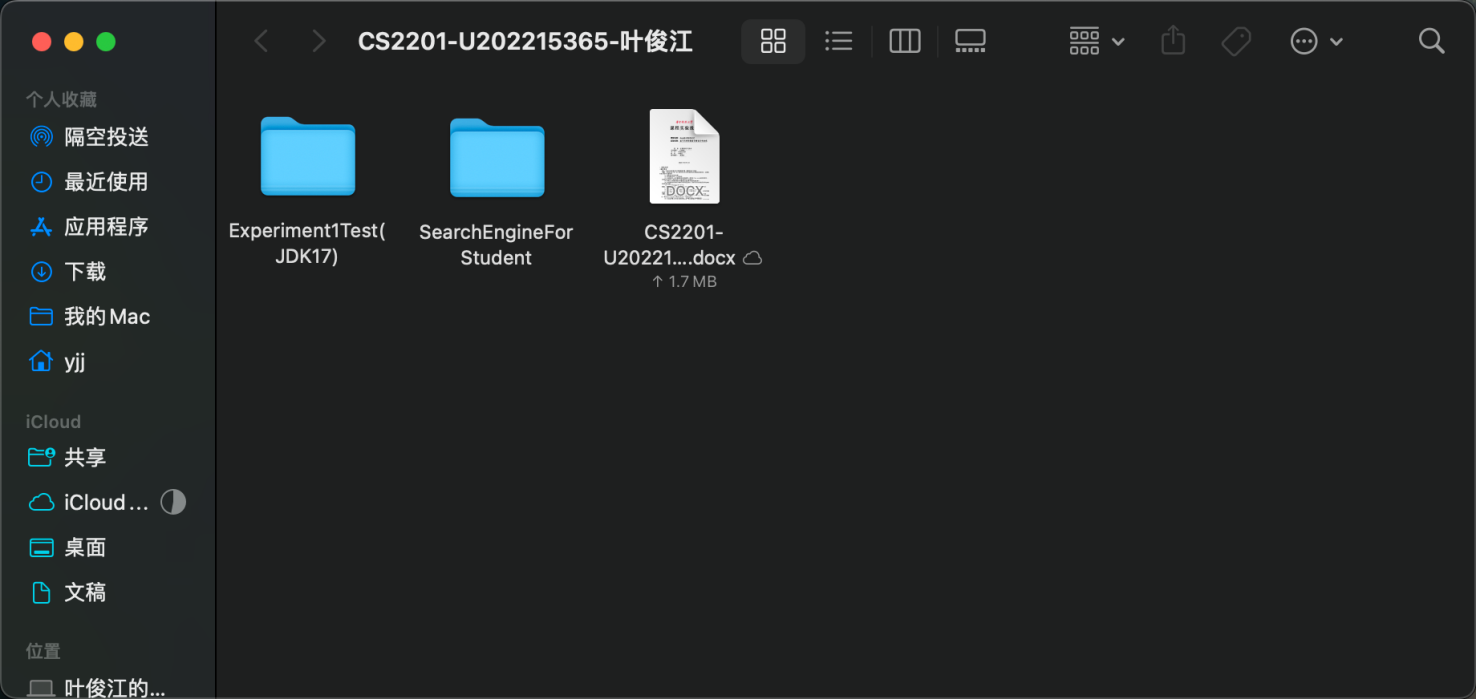 CS2201-U202215365-叶俊江
个人收藏
隔空投送
最近使用
应用程序
下载
我的Mac
yjj
iCloud
共享
iCloud…
桌面
文稿
位置
叶俊江的…
Experiment1Test(
JDK17)
SearchEngineFor
Student
DOCX
CS2201-
U20221....docx
↑ 1.7 MB